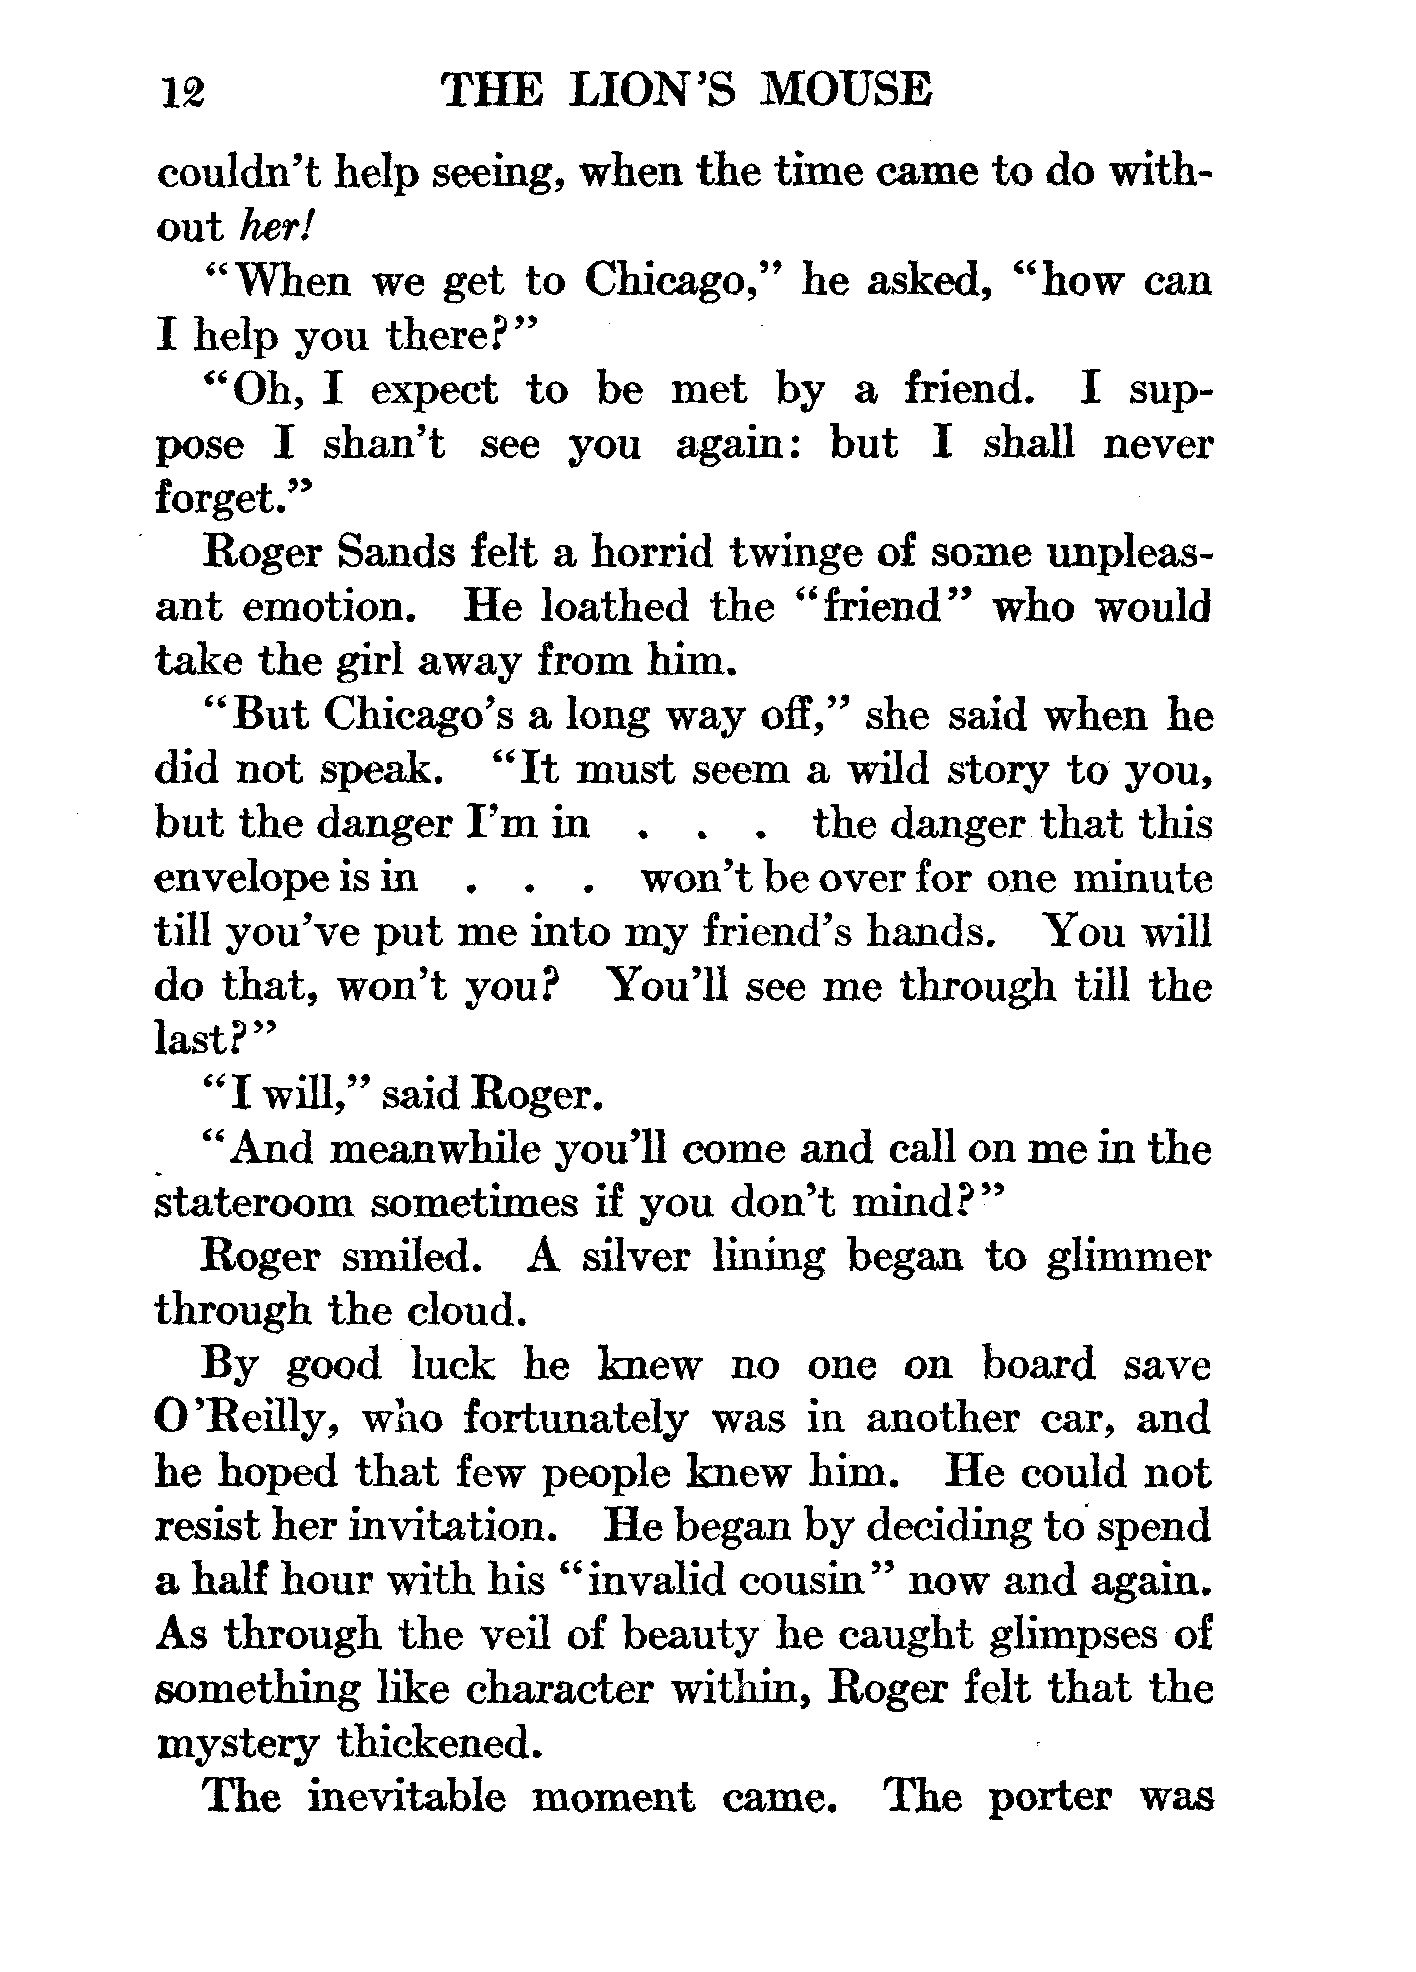 12 THE LION'S MOUSE
couldn't help seeing, when the time came to do with-
out her!
"When we get to Chicago," he asked, "how can
I help you there?"
"Oh, I expect to be met by a friend. I sup-
pose I shan't see you again: but I shall never
forget."
Roger Sands felt a horrid twinge of some unpleas-
ant emotion. He loathed the "friend" who would
take the girl away from him.
"But Chicago's a long way off," she said when he
did not speak. "It must seem a wild story to you,
but the danger I'm in . . . the danger that this
envelope is in . . . won't be over for one minute
till you've put me into my friend's hands. You will
do that, won't you? You'll see me through till the
last?"
"I will," said Roger.
"And meanwhile you'll come and call on me in the
stateroom sometimes if you don't mind?"
Roger smiled. A silver lining began to glimmer
through the cloud.
By good luck he knew no one on board save
O'Reilly, who fortunately was in another car, and
he hoped that few people knew him. He could not
resist her invitation. He began by deciding to spend
a half hour with his "invalid cousin" now and again.
As through the veil of beauty he caught glimpses of
something like character within, Roger felt that the
mystery thickened.
The inevitable moment came. The porter was